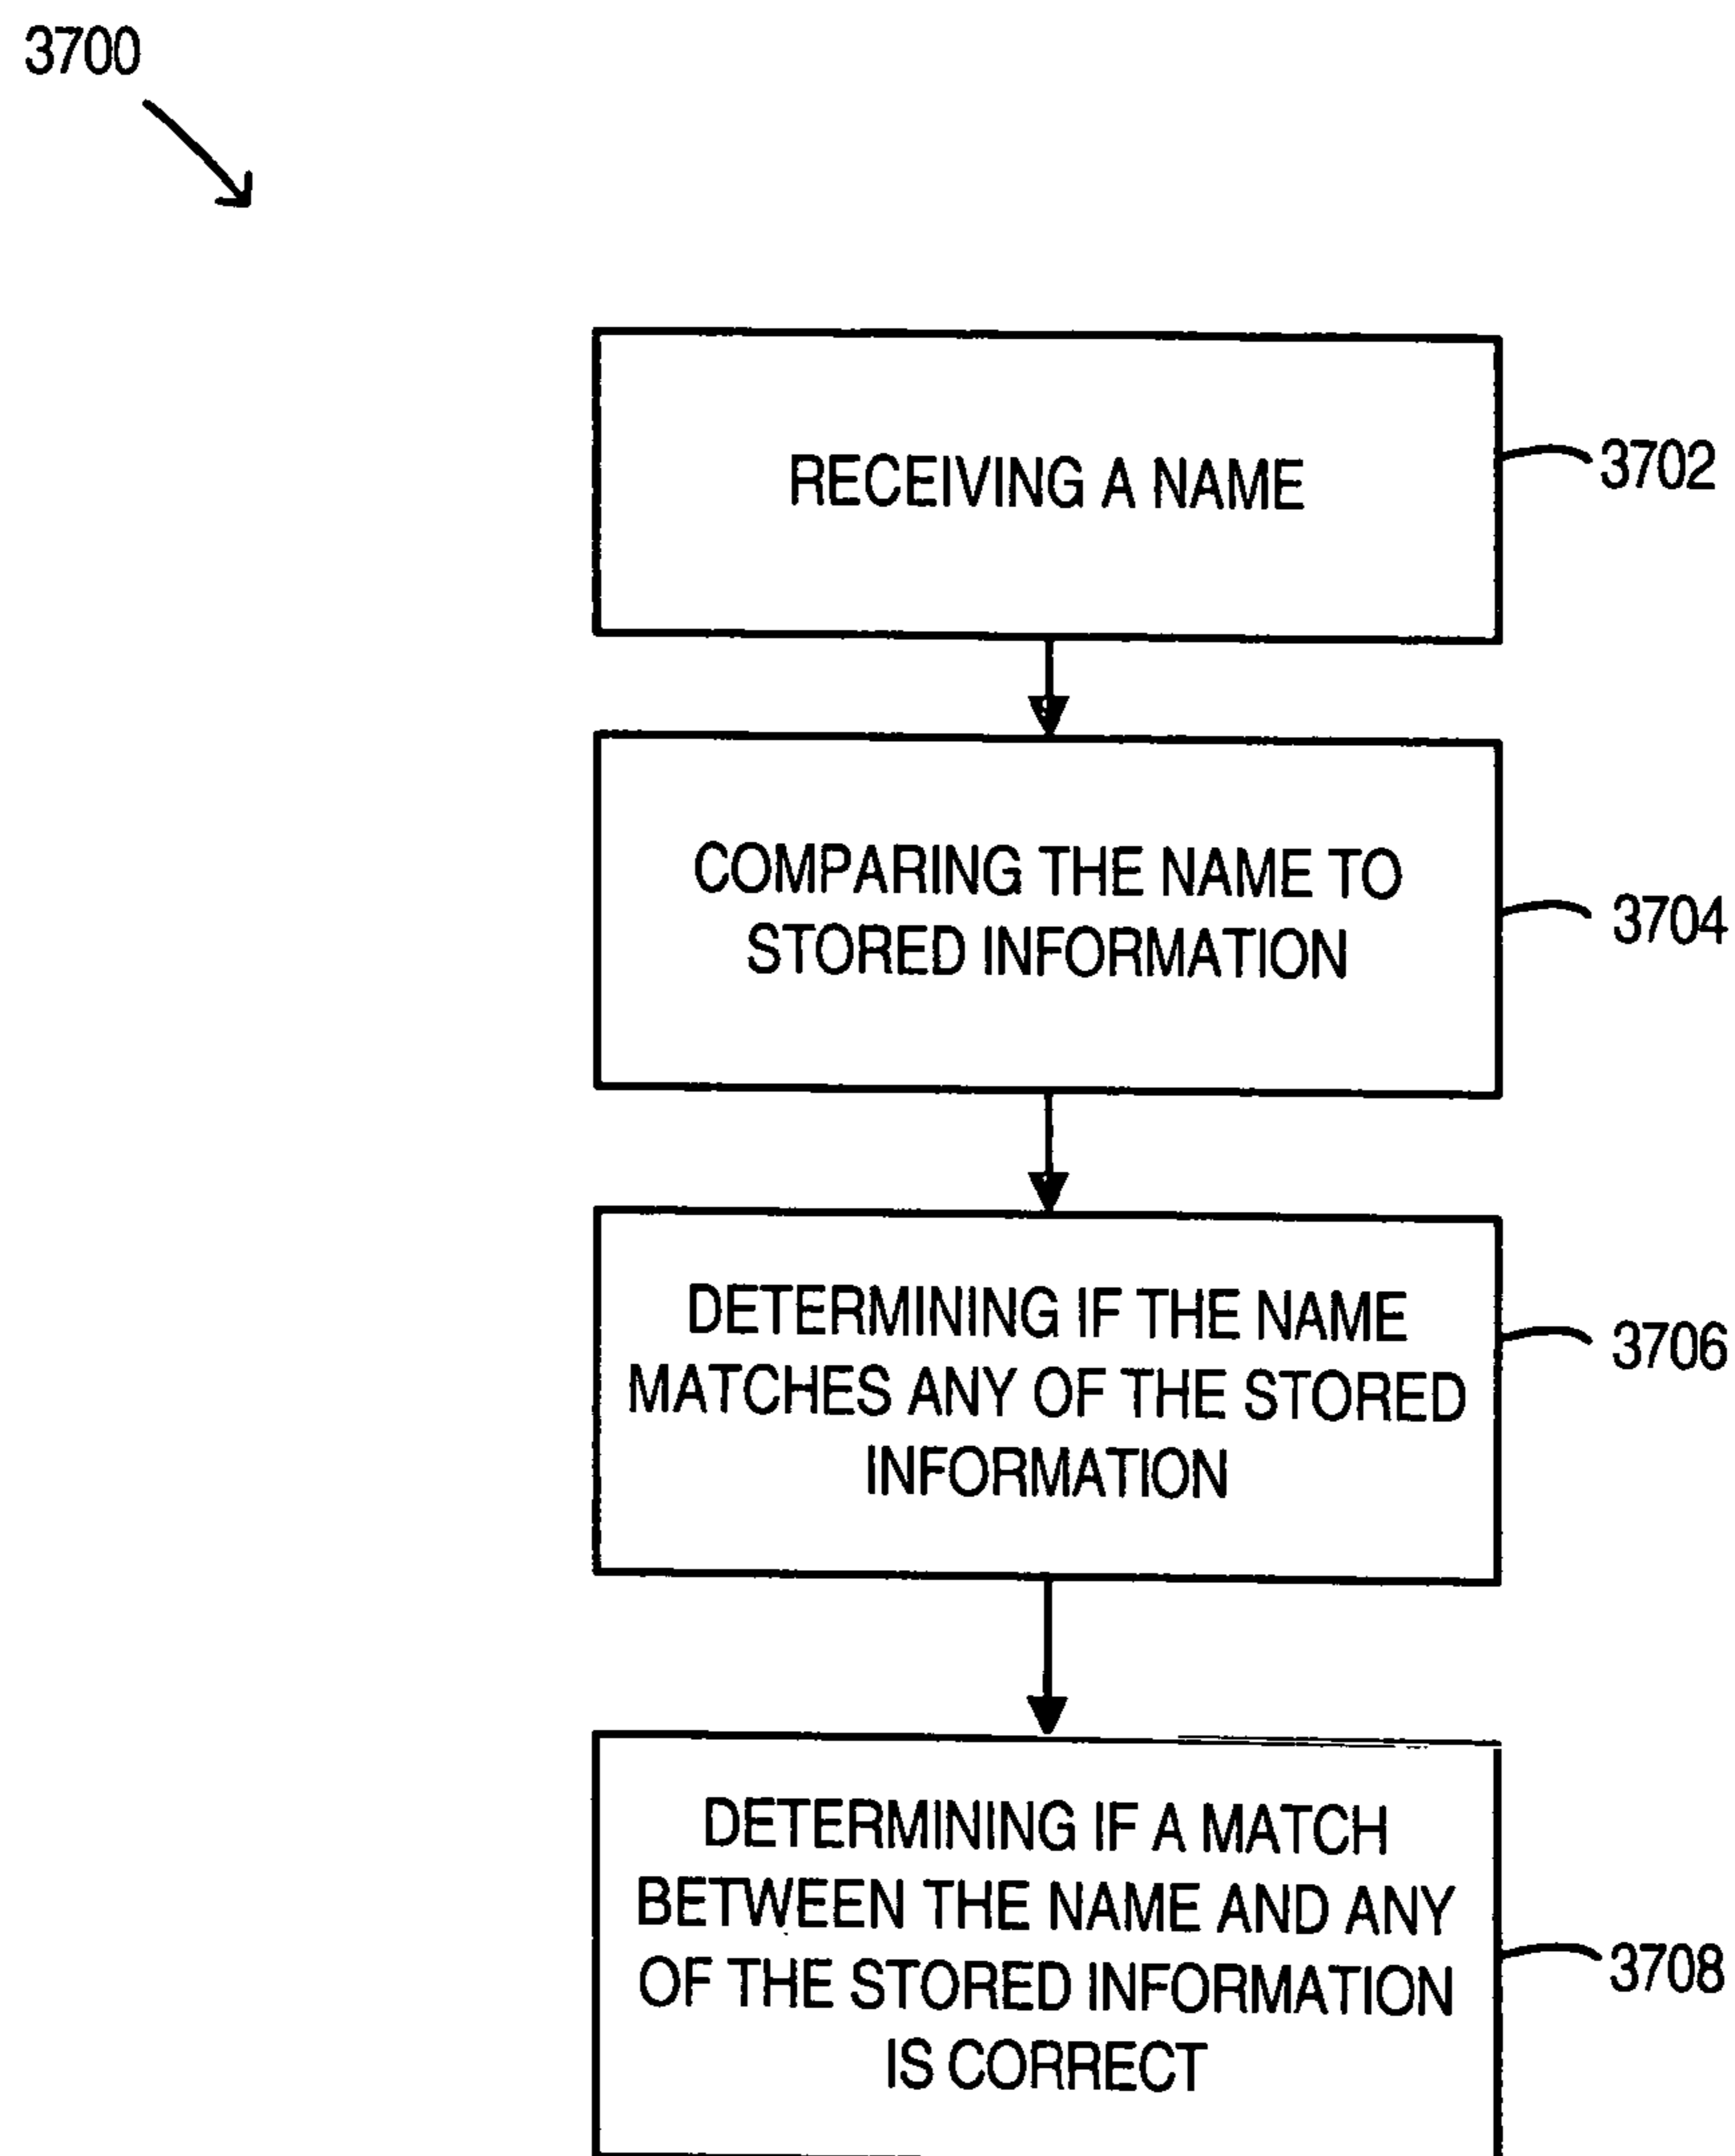 3700
RECEIVING A NAME
3702
COMPARING THE NAME TO
STORED INFORMATION
3704
DETERMINING IF THE NAME
MATCHES ANY OF THE STORED
INFORMATION
3706
DETERMINING IF A MATCH
BETWEEN THE NAME AND ANY
OF THE STORED INFORMATION
IS CORRECT
3708